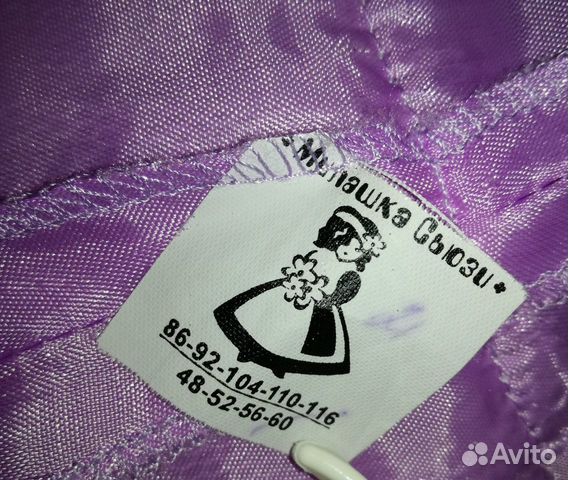 • Милашка Сьюзи •
86-92-104-110-116
48-52-56-60
Avito